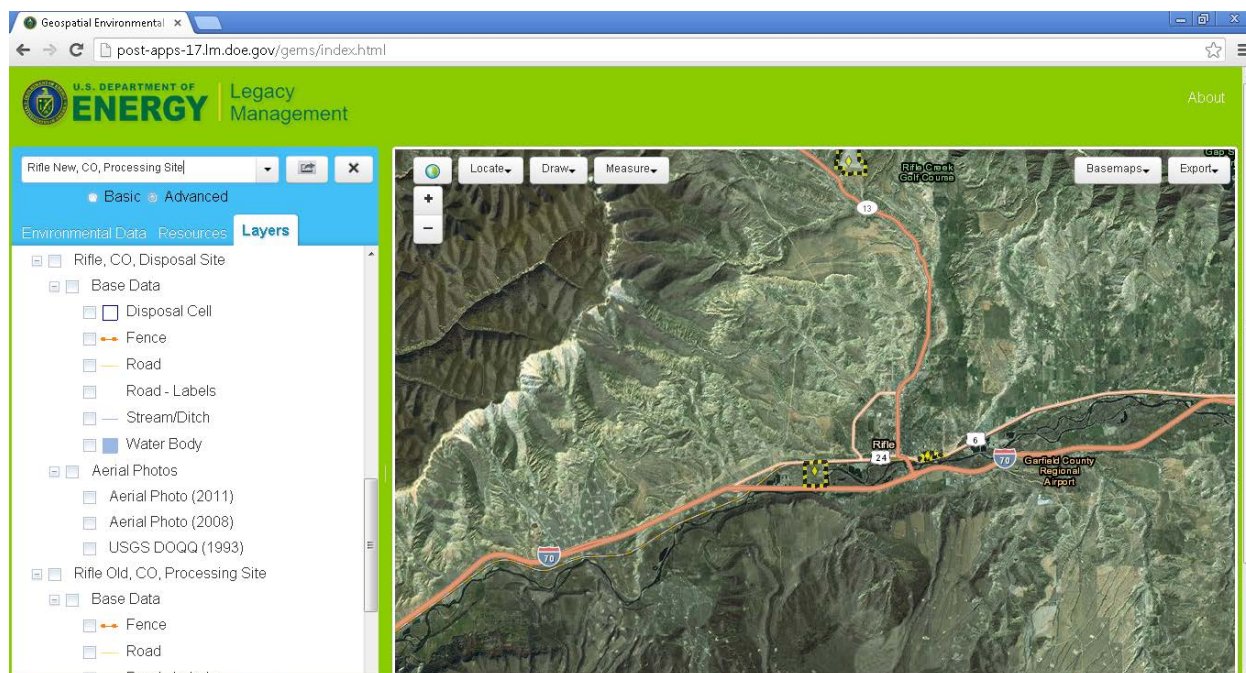 Geospatial Environmental
post-apps-17.lm.doe.gov/gems/index.html
U.S. DEPARTMENT OF
ENERGY
Legacy
Management
About
Rifle New, CO, Processing Site
Basic Advanced
Environmental Data Resources Layers
Rifle, CO, Disposal Site
Base Data
Disposal Cell
Fence
Road
Road - Labels
Stream/Ditch
Water Body
Aerial Photos
Aerial Photo (2011)
Aerial Photo (2008)
USGS DOQQ (1993)
Rifle Old, CO, Processing Site
Base Data
Fence
Road
Locate Draw Measure
Basemaps Export
+
−
Rifle Creek
Golf Course
13
Rifle
24
6
70
Garfield County
Regional
Airport
70